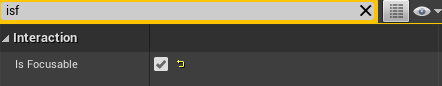 isf
Interaction
Is Focusable